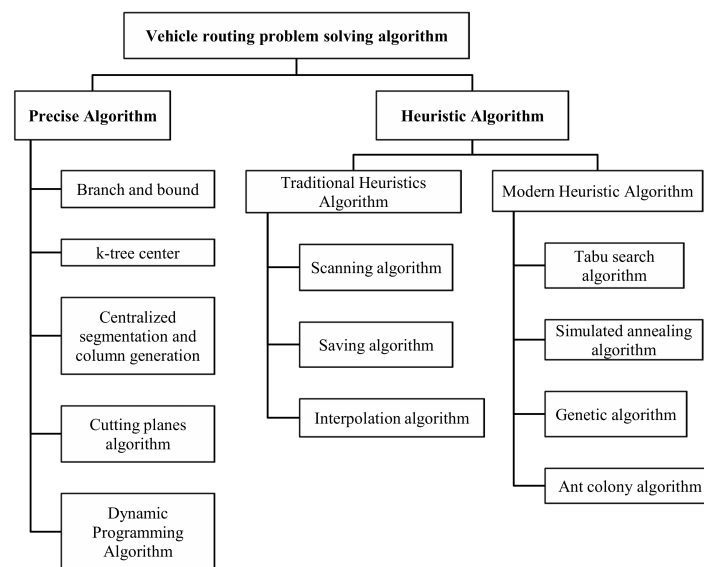 Vehicle routing problem solving algorithm
Precise Algorithm
Heuristic Algorithm
Branch and bound
k-tree center
Centralized
segmentation and
column generation
Cutting planes
algorithm
Dynamic
Programming
Algorithm
Traditional Heuristics
Algorithm
Scanning algorithm
Saving algorithm
Interpolation algorithm
Modern Heuristic Algorithm
Tabu search
algorithm
Simulated annealing
algorithm
Genetic algorithm
Ant colony algorithm